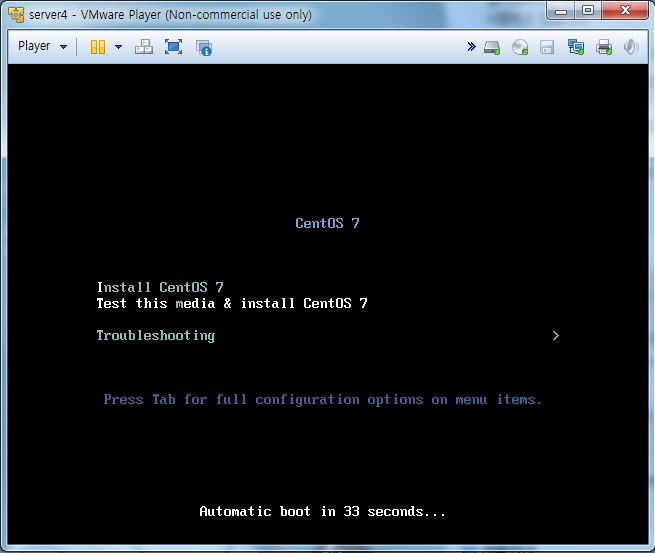 server4 - VMware Player (Non-commercial use only)
Player
CentOS 7
Install CentOS 7
Test this media & install CentOS 7
Troubleshooting >
Press Tab for full configuration options on menu items.
Automatic boot in 33 seconds...